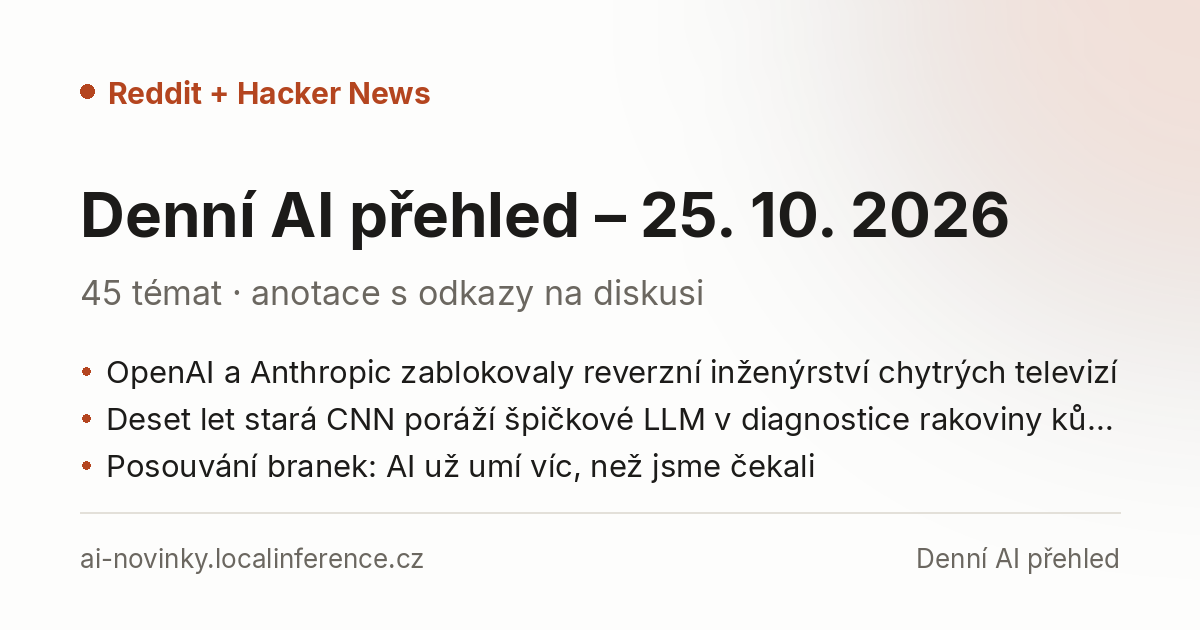 Reddit + Hacker News
Denní AI přehled – 25. 10. 2026
45 témat · anotace s odkazy na diskusi
• OpenAI a Anthropic zablokovaly reverzní inženýrství chytrých televizí
• Deset let stará CNN poráží špičkové LLM v diagnostice rakoviny ků…
• Posouvání branek: AI už umí víc, než jsme čekali
ai-novinky.localinference.cz
Denní AI přehled